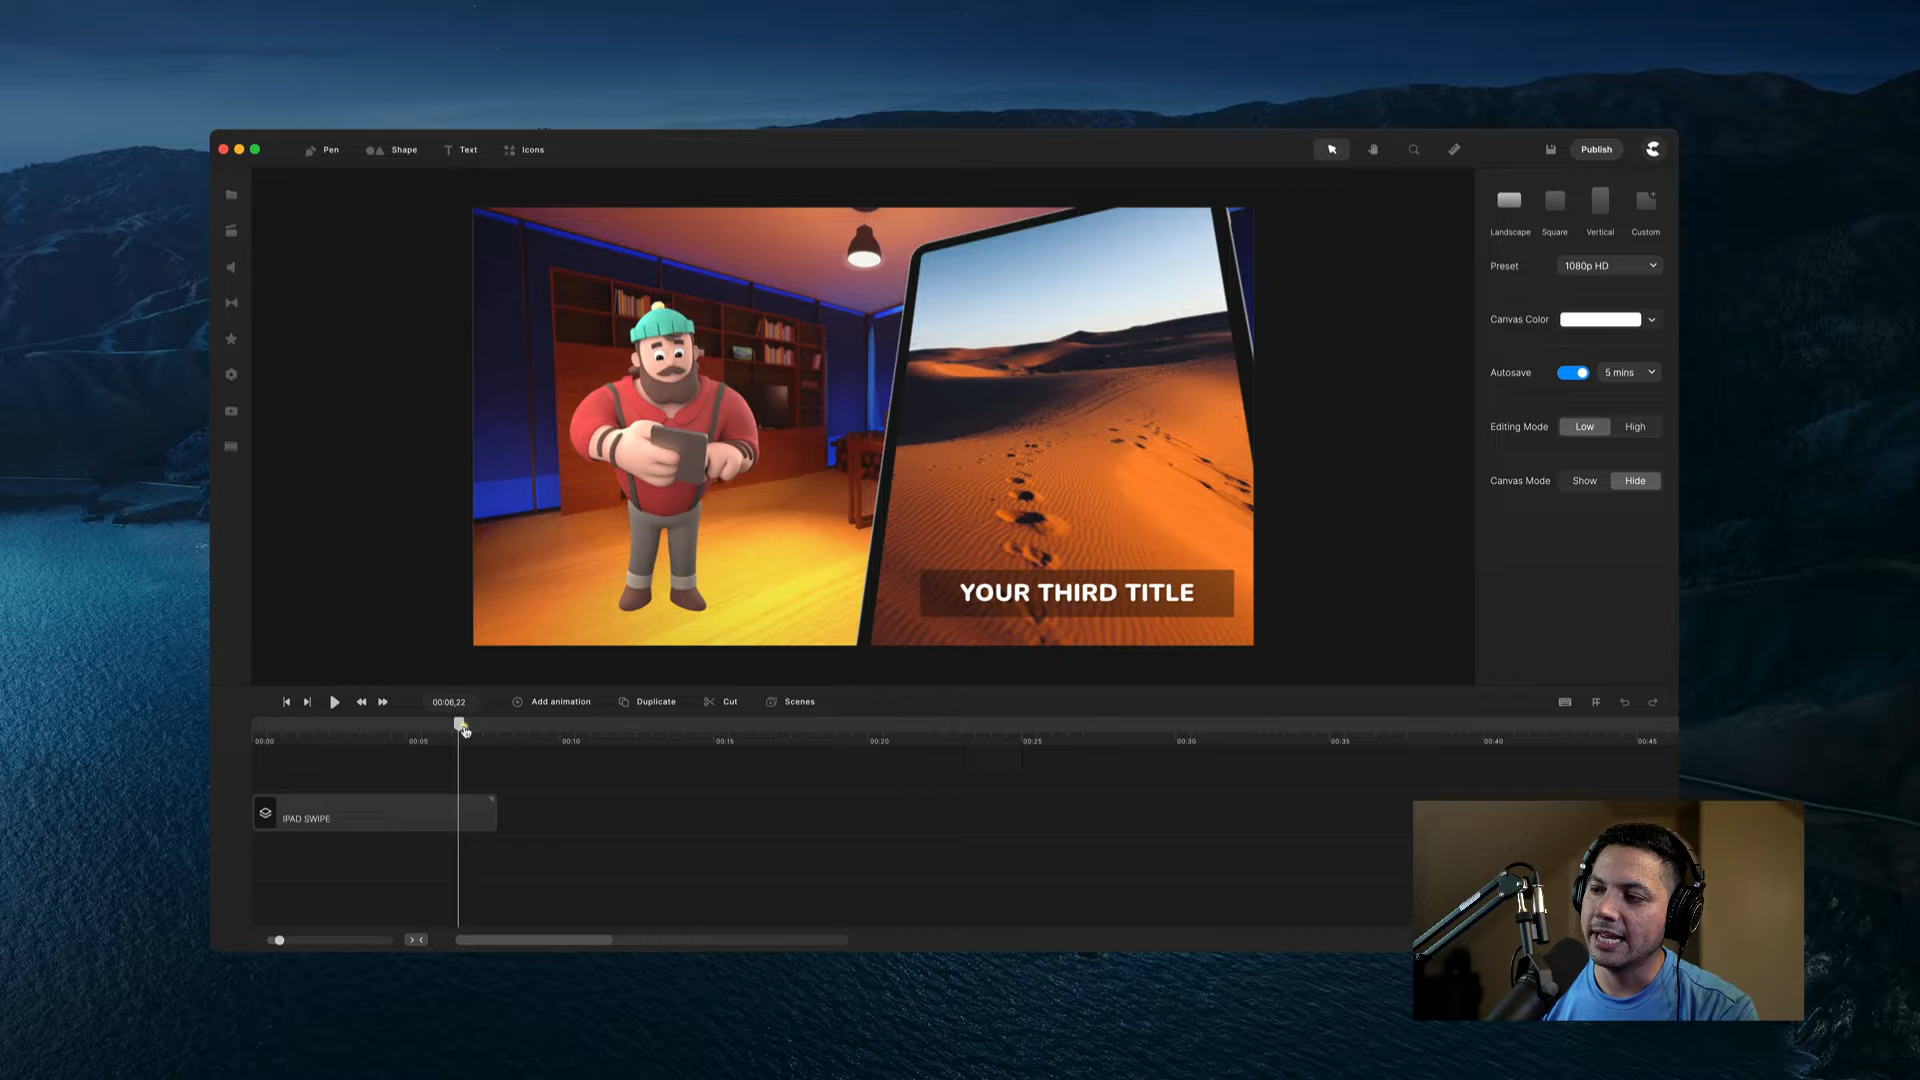 Pen Shape Text Icons Publish
Landscape Square Vertical Custom
Preset 1080p HD
Canvas Color
Autosave 5 mins
Editing Mode Low High
Canvas Mode Show Hide
YOUR THIRD TITLE
00:06,22 Add animation Duplicate Cut Scenes
00:00 00:05 00:10 00:15 00:20 00:25 00:30 00:35 00:40 00:45
IPAD SWIPE